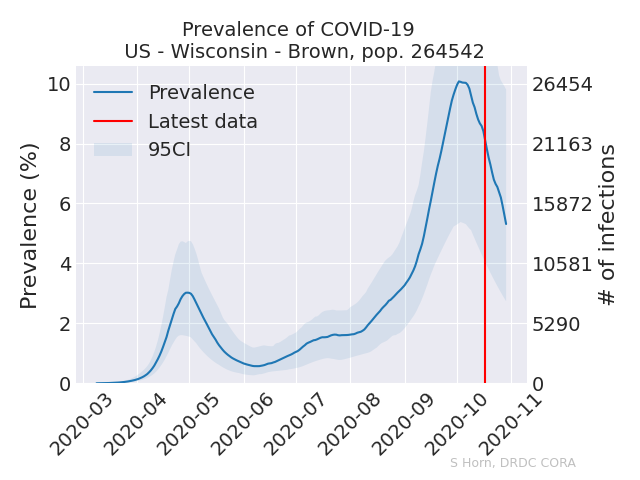 Prevalence of COVID-19
US - Wisconsin - Brown, pop. 264542
Prevalence
Latest data
95CI
Prevalence (%)
10
8
6
4
2
0
26454
21163
15872
10581
5290
0
# of infections
2020-03
2020-04
2020-05
2020-06
2020-07
2020-08
2020-09
2020-10
2020-11
S Horn, DRDC CORA